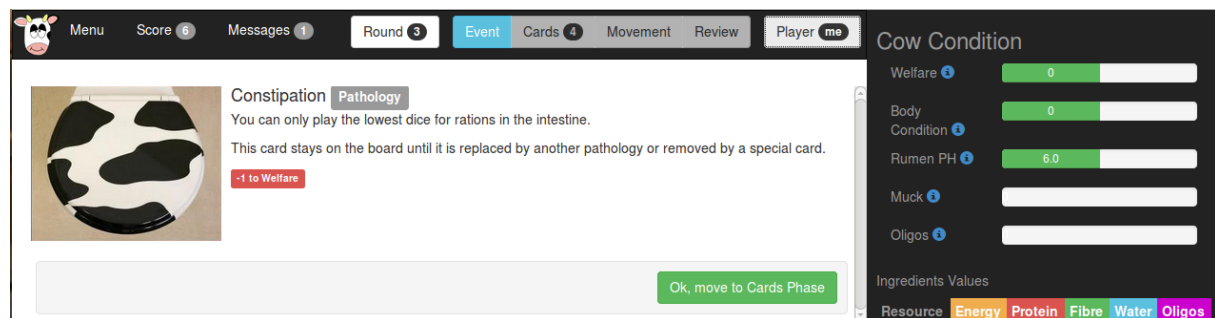 Menu Score 6 Messages 1 Round 3 Event Cards 4 Movement Review Player me
Constipation Pathology
You can only play the lowest dice for rations in the intestine.
This card stays on the board until it is replaced by another pathology or removed by a special card.
-1 to Welfare
Ok, move to Cards Phase
Cow Condition
Welfare 0
Body
Condition 0
Rumen PH 6.0
Muck
Oligos
Ingredients Values
Resource Energy Protein Fibre Water Oligos